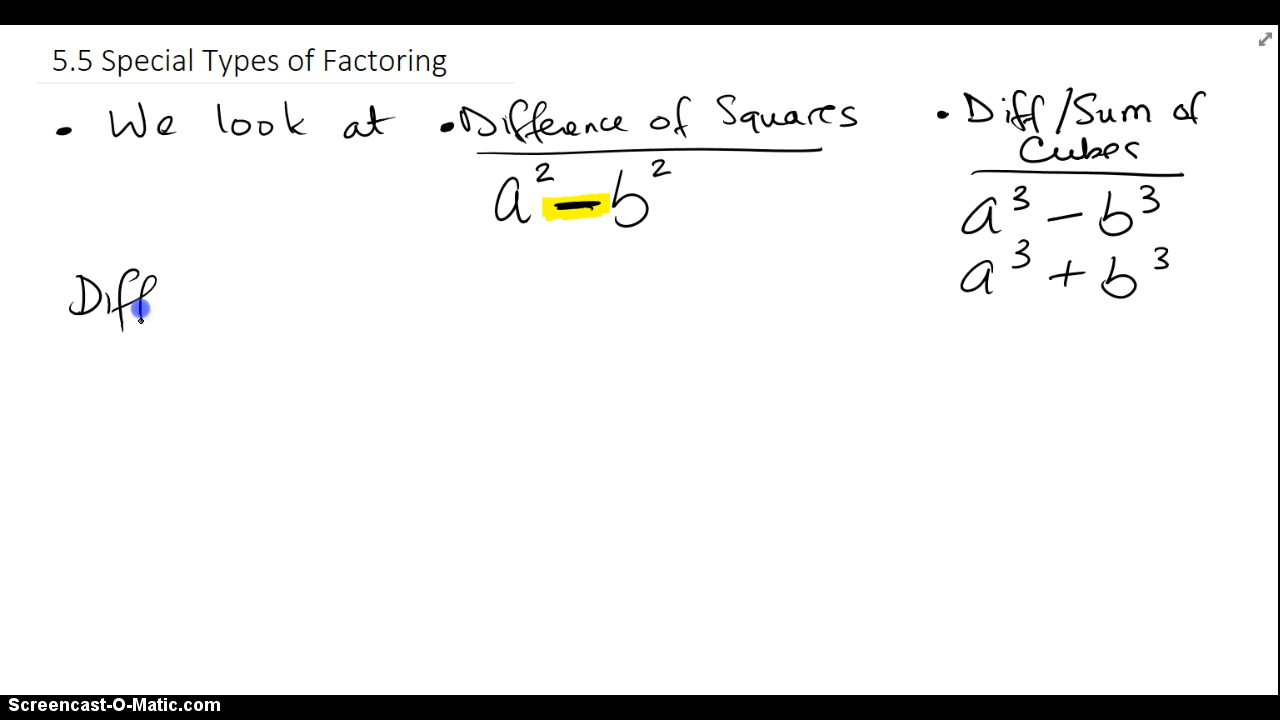 5.5 Special Types of Factoring
• We look at • Difference of Squares
a² - b²
• Diff/Sum of
Cubes
a³ - b³
a³ + b³
Diff
Screencast-O-Matic.com